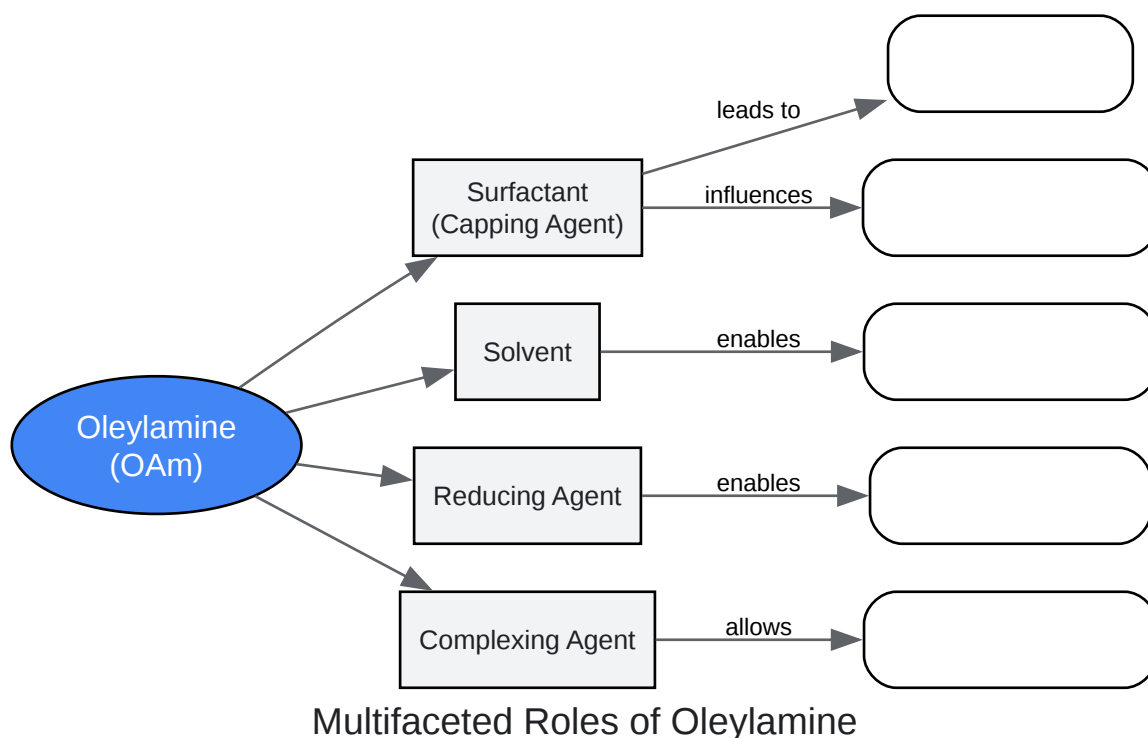 leads to
Surfactant
(Capping Agent)
influences
Solvent
enables
Oleylamine
(OAm)
Reducing Agent
enables
Complexing Agent
allows
Multifaceted Roles of Oleylamine